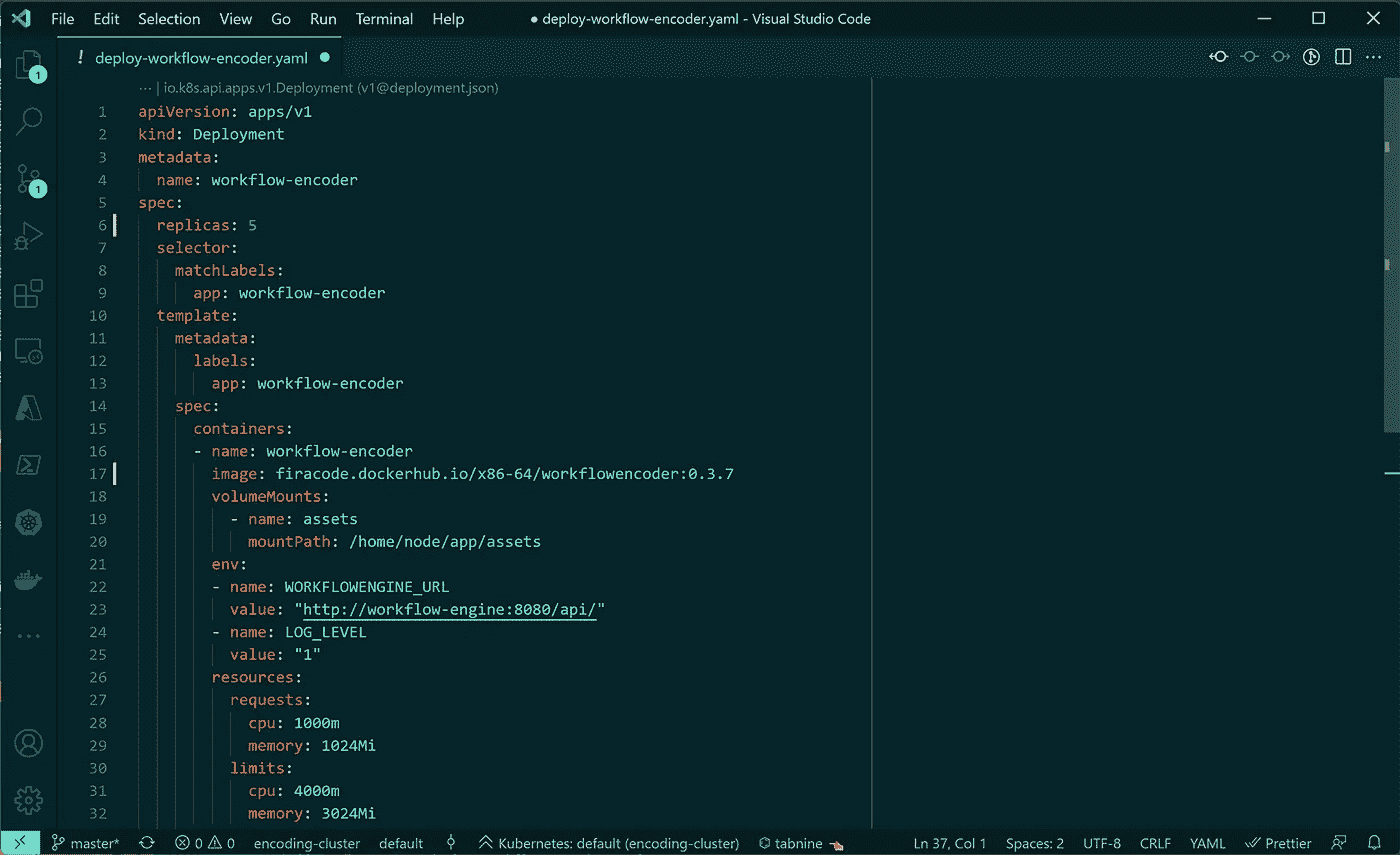 File Edit Selection View Go Run Terminal Help ● deploy-workflow-encoder.yaml - Visual Studio Code
! deploy-workflow-encoder.yaml ●
··· | io.k8s.api.apps.v1.Deployment (v1@deployment.json)
1 apiVersion: apps/v1
2 kind: Deployment
3 metadata:
4 name: workflow-encoder
5 spec:
6 replicas: 5
7 selector:
8 matchLabels:
9 app: workflow-encoder
10 template:
11 metadata:
12 labels:
13 app: workflow-encoder
14 spec:
15 containers:
16 - name: workflow-encoder
17 image: firacode.dockerhub.io/x86-64/workflowencoder:0.3.7
18 volumeMounts:
19 - name: assets
20 mountPath: /home/node/app/assets
21 env:
22 - name: WORKFLOWENGINE_URL
23 value: "http://workflow-engine:8080/api/"
24 - name: LOG_LEVEL
25 value: "1"
26 resources:
27 requests:
28 cpu: 1000m
29 memory: 1024Mi
30 limits:
31 cpu: 4000m
32 memory: 3024Mi
1
1
master* 0 0 encoding-cluster default Kubernetes: default (encoding-cluster) tabnine Ln 37, Col 1 Spaces: 2 UTF-8 CRLF YAML Prettier